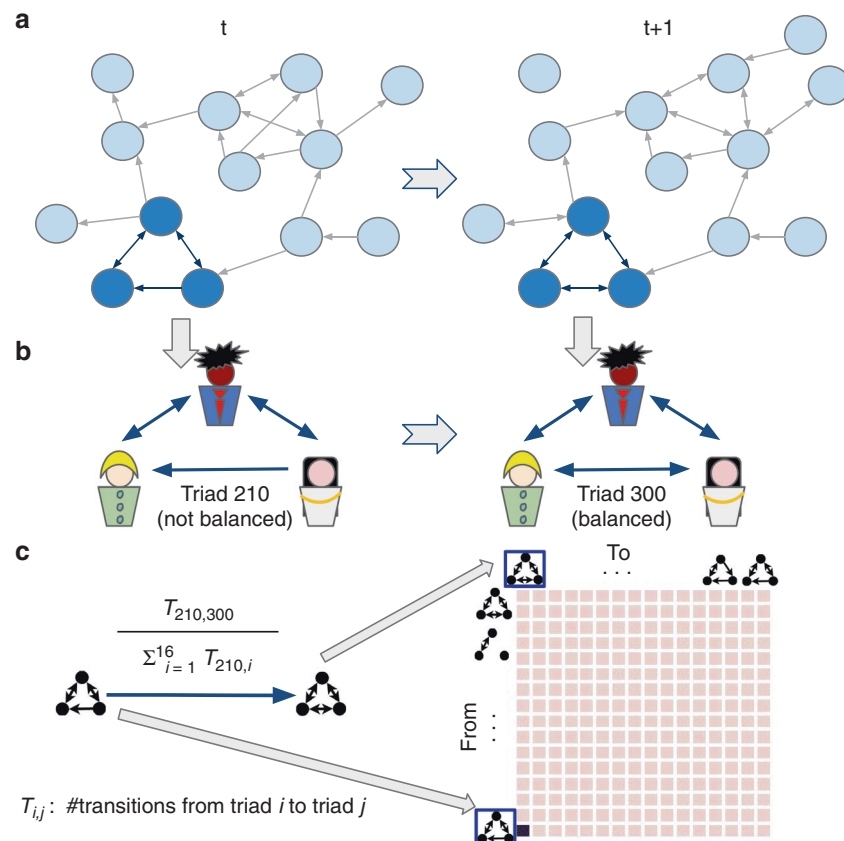 a
t
t+1
b
Triad 210
(not balanced)
Triad 300
(balanced)
c
To
. . .
T210,300
Σ16 i = 1 T210,i
From
. . .
Ti,j : #transitions from triad i to triad j